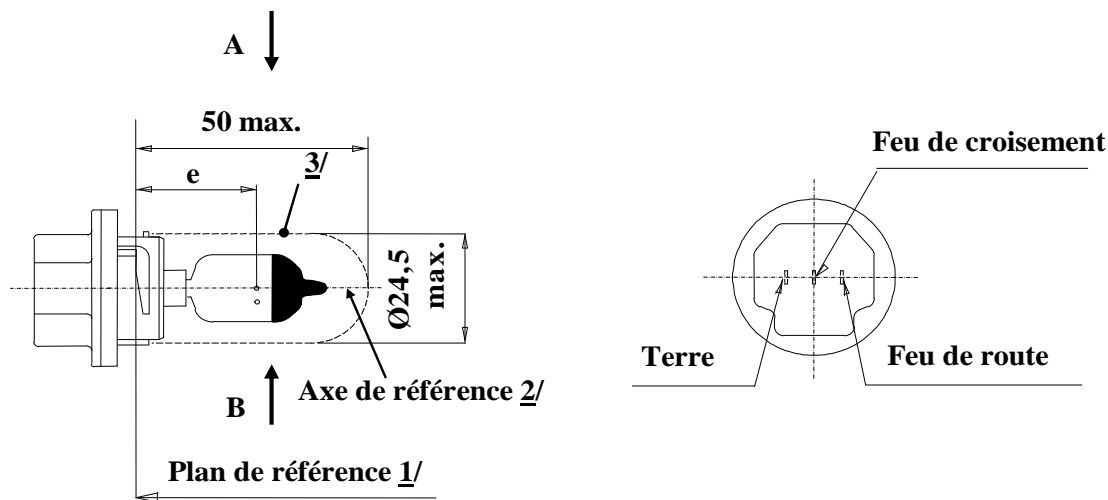 A
50 max.
e
3/
Ø24,5
max.
Axe de référence 2/
B
Plan de référence 1/
Feu de croisement
Terre
Feu de route